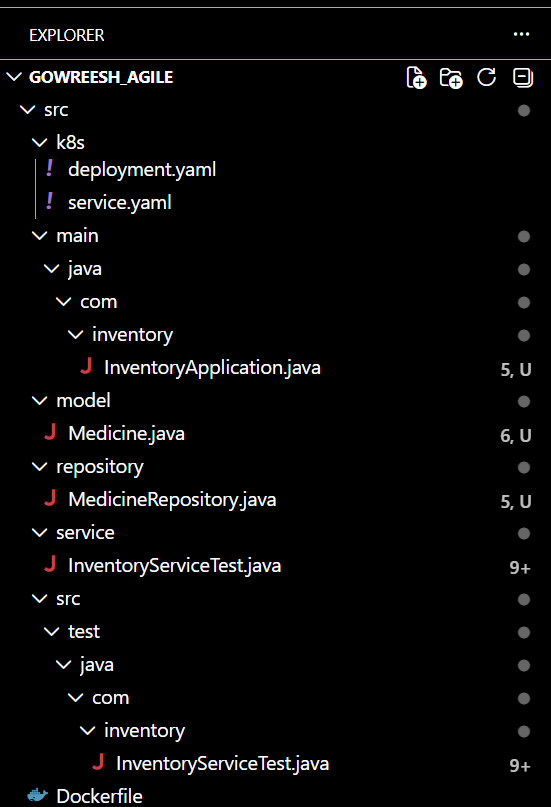 EXPLORER
GOWREESH_AGILE
src
k8s
! deployment.yaml
! service.yaml
main
java
com
inventory
J InventoryApplication.java 5, U
model
J Medicine.java 6, U
repository
J MedicineRepository.java 5, U
service
J InventoryServiceTest.java 9+
src
test
java
com
inventory
J InventoryServiceTest.java 9+
Dockerfile